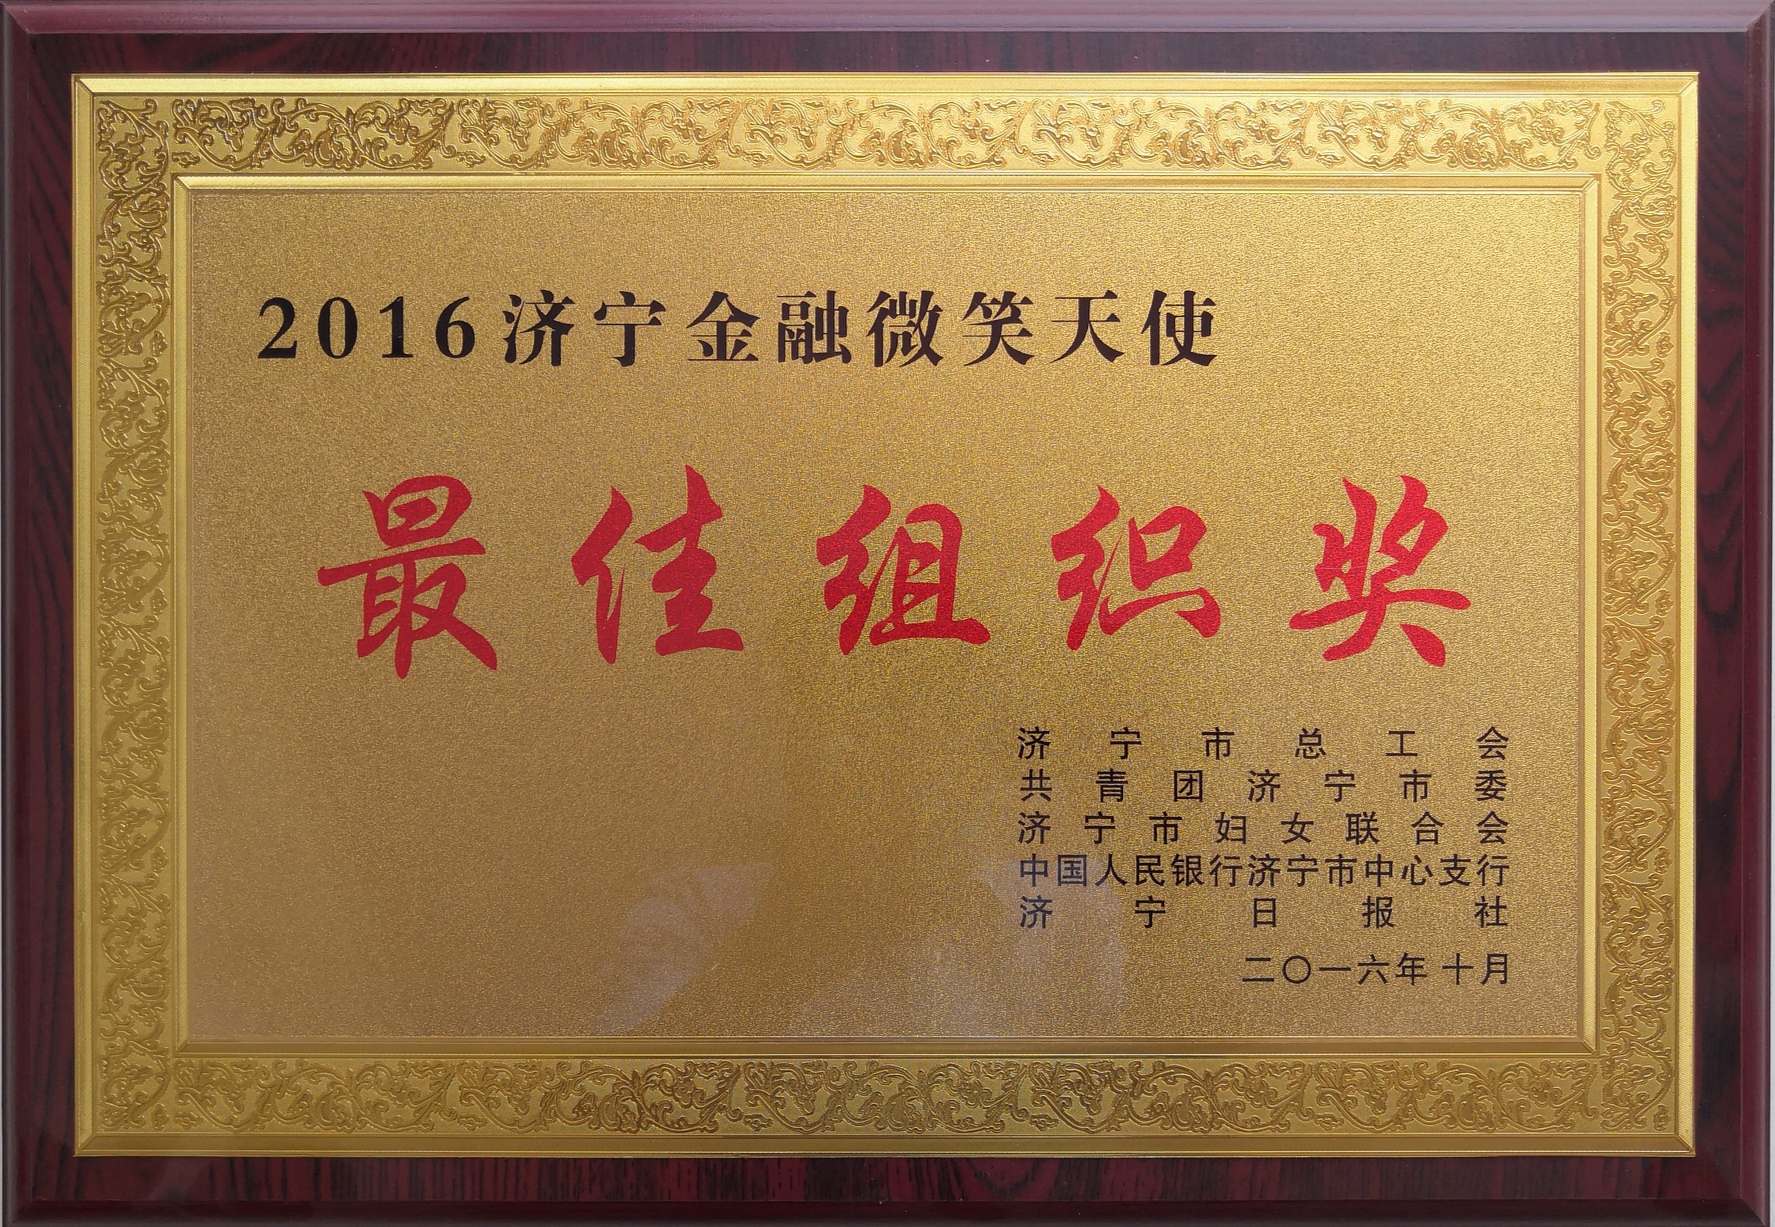 2016济宁金融微笑天使
最佳组织奖
济宁市总工会
共青团济宁市委
济宁市妇女联合会
中国人民银行济宁市中心支行
济宁日报社
二〇一六年十月